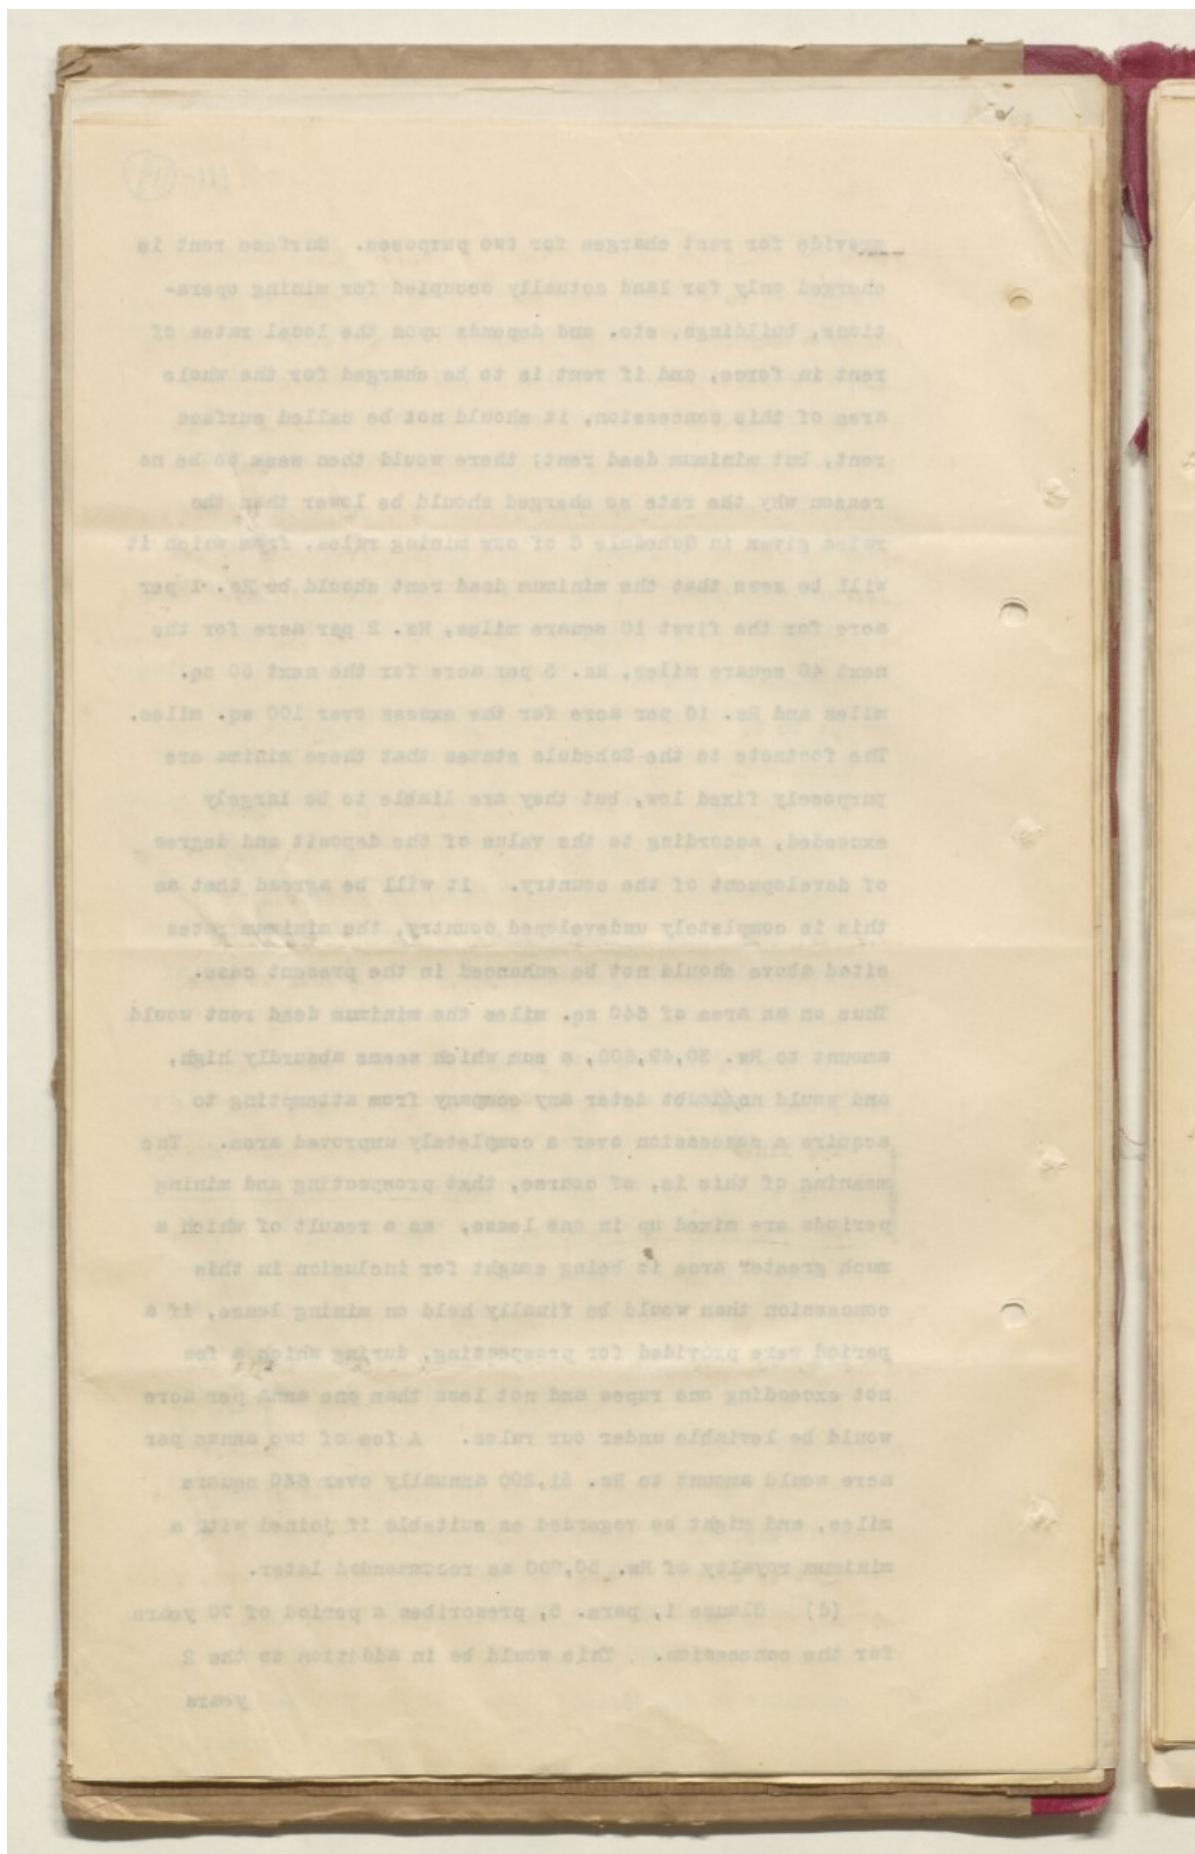 provide for rent charges for two purposes. Surface rent is
charged only for land actually occupied for mining opera-
tions, buildings, etc. and depends upon the local rates of
rent in force, and if rent is to be charged for the whole
area of this concession, it should not be called surface
rent, but minimum dead rent; there would then seem to be no
reason why the rate so charged should be lower than the
rates given in Schedule C of our mining rules, from which it
will be seen that the minimum dead rent should be Rs. 1 per
acre for the first 10 square miles, Rs. 2 per acre for the
next 40 square miles, Rs. 5 per acre for the next 50 sq.
miles and Rs. 10 per acre for the excess over 100 sq. miles.
The footnote to the Schedule states that these minima are
purposely fixed low, but they are liable to be largely
exceeded, according to the value of the deposit and degree
of development of the country. It will be agreed that as
this is completely undeveloped country, the minimum rates
cited above should not be enhanced in the present case.
Thus on an area of 640 sq. miles the minimum dead rent would
amount to Rs. a sum which seems absurdly high,
and would no/doubt deter any company from attempting to
acquire a concession over a completely unproved area. The
meaning of this is, of course, that prospecting and mining
periods are mixed up in one lease, as a result of which a
much greater area is being sought for inclusion in this
concession than would be finally held on mining lease, if a
period were provided for prospecting, during which a fee
not exceeding one rupee and not less than one anna per acre
would be leviable under our rules. A fee of two annas per
acre would amount to Rs. 51,200 annually over 640 square
miles, and might be regarded as suitable if joined with a
minimum royalty of Rs. 50,000 as recommended later.
(d) Clause 1, para. 5, prescribes a period of 70 years
for the concession. This would be in addition to the 2
years